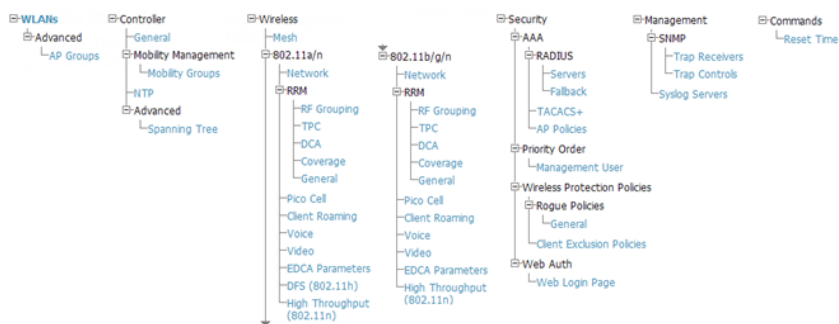 WLANs
Advanced
AP Groups
Controller
General
Mobility Management
Mobility Groups
NTP
Advanced
Spanning Tree
Wireless
Mesh
802.11a/n
Network
RRM
RF Grouping
TPC
DCA
Coverage
General
Pico Cell
Client Roaming
Voice
Video
EDCA Parameters
DFS (802.11h)
High Throughput
(802.11n)
802.11b/g/n
Network
RRM
RF Grouping
TPC
DCA
Coverage
General
Pico Cell
Client Roaming
Voice
Video
EDCA Parameters
High Throughput
(802.11n)
Security
AAA
RADIUS
Servers
Fallback
TACACS+
AP Policies
Priority Order
Management User
Wireless Protection Policies
Rogue Policies
General
Client Exclusion Policies
Web Auth
Web Login Page
Management
SNMP
Trap Receivers
Trap Controls
Syslog Servers
Commands
Reset Time